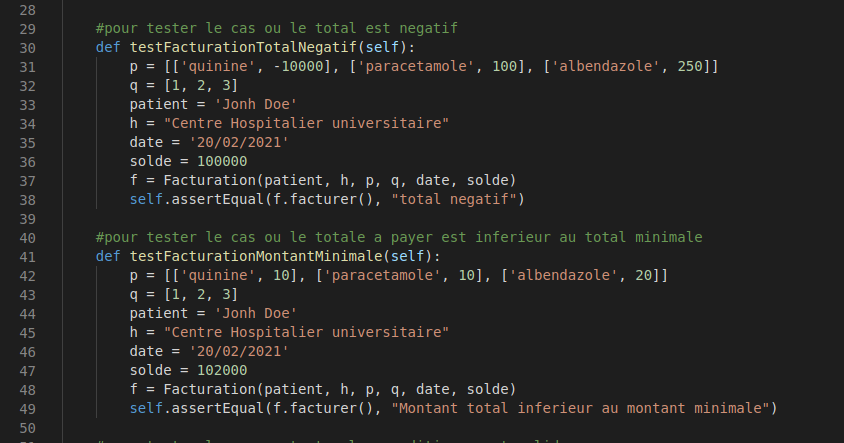 28
29 #pour tester le cas ou le total est negatif
30 def testFacturationTotalNegatif(self):
31 p = [['quinine', -10000], ['paracetamole', 100], ['albendazole', 250]]
32 q = [1, 2, 3]
33 patient = 'Jonh Doe'
34 h = "Centre Hospitalier universitaire"
35 date = '20/02/2021'
36 solde = 100000
37 f = Facturation(patient, h, p, q, date, solde)
38 self.assertEqual(f.facturer(), "total negatif")
39
40 #pour tester le cas ou le totale a payer est inferieur au total minimale
41 def testFacturationMontantMinimale(self):
42 p = [['quinine', 10], ['paracetamole', 10], ['albendazole', 20]]
43 q = [1, 2, 3]
44 patient = 'Jonh Doe'
45 h = "Centre Hospitalier universitaire"
46 date = '20/02/2021'
47 solde = 102000
48 f = Facturation(patient, h, p, q, date, solde)
49 self.assertEqual(f.facturer(), "Montant total inferieur au montant minimale")
50